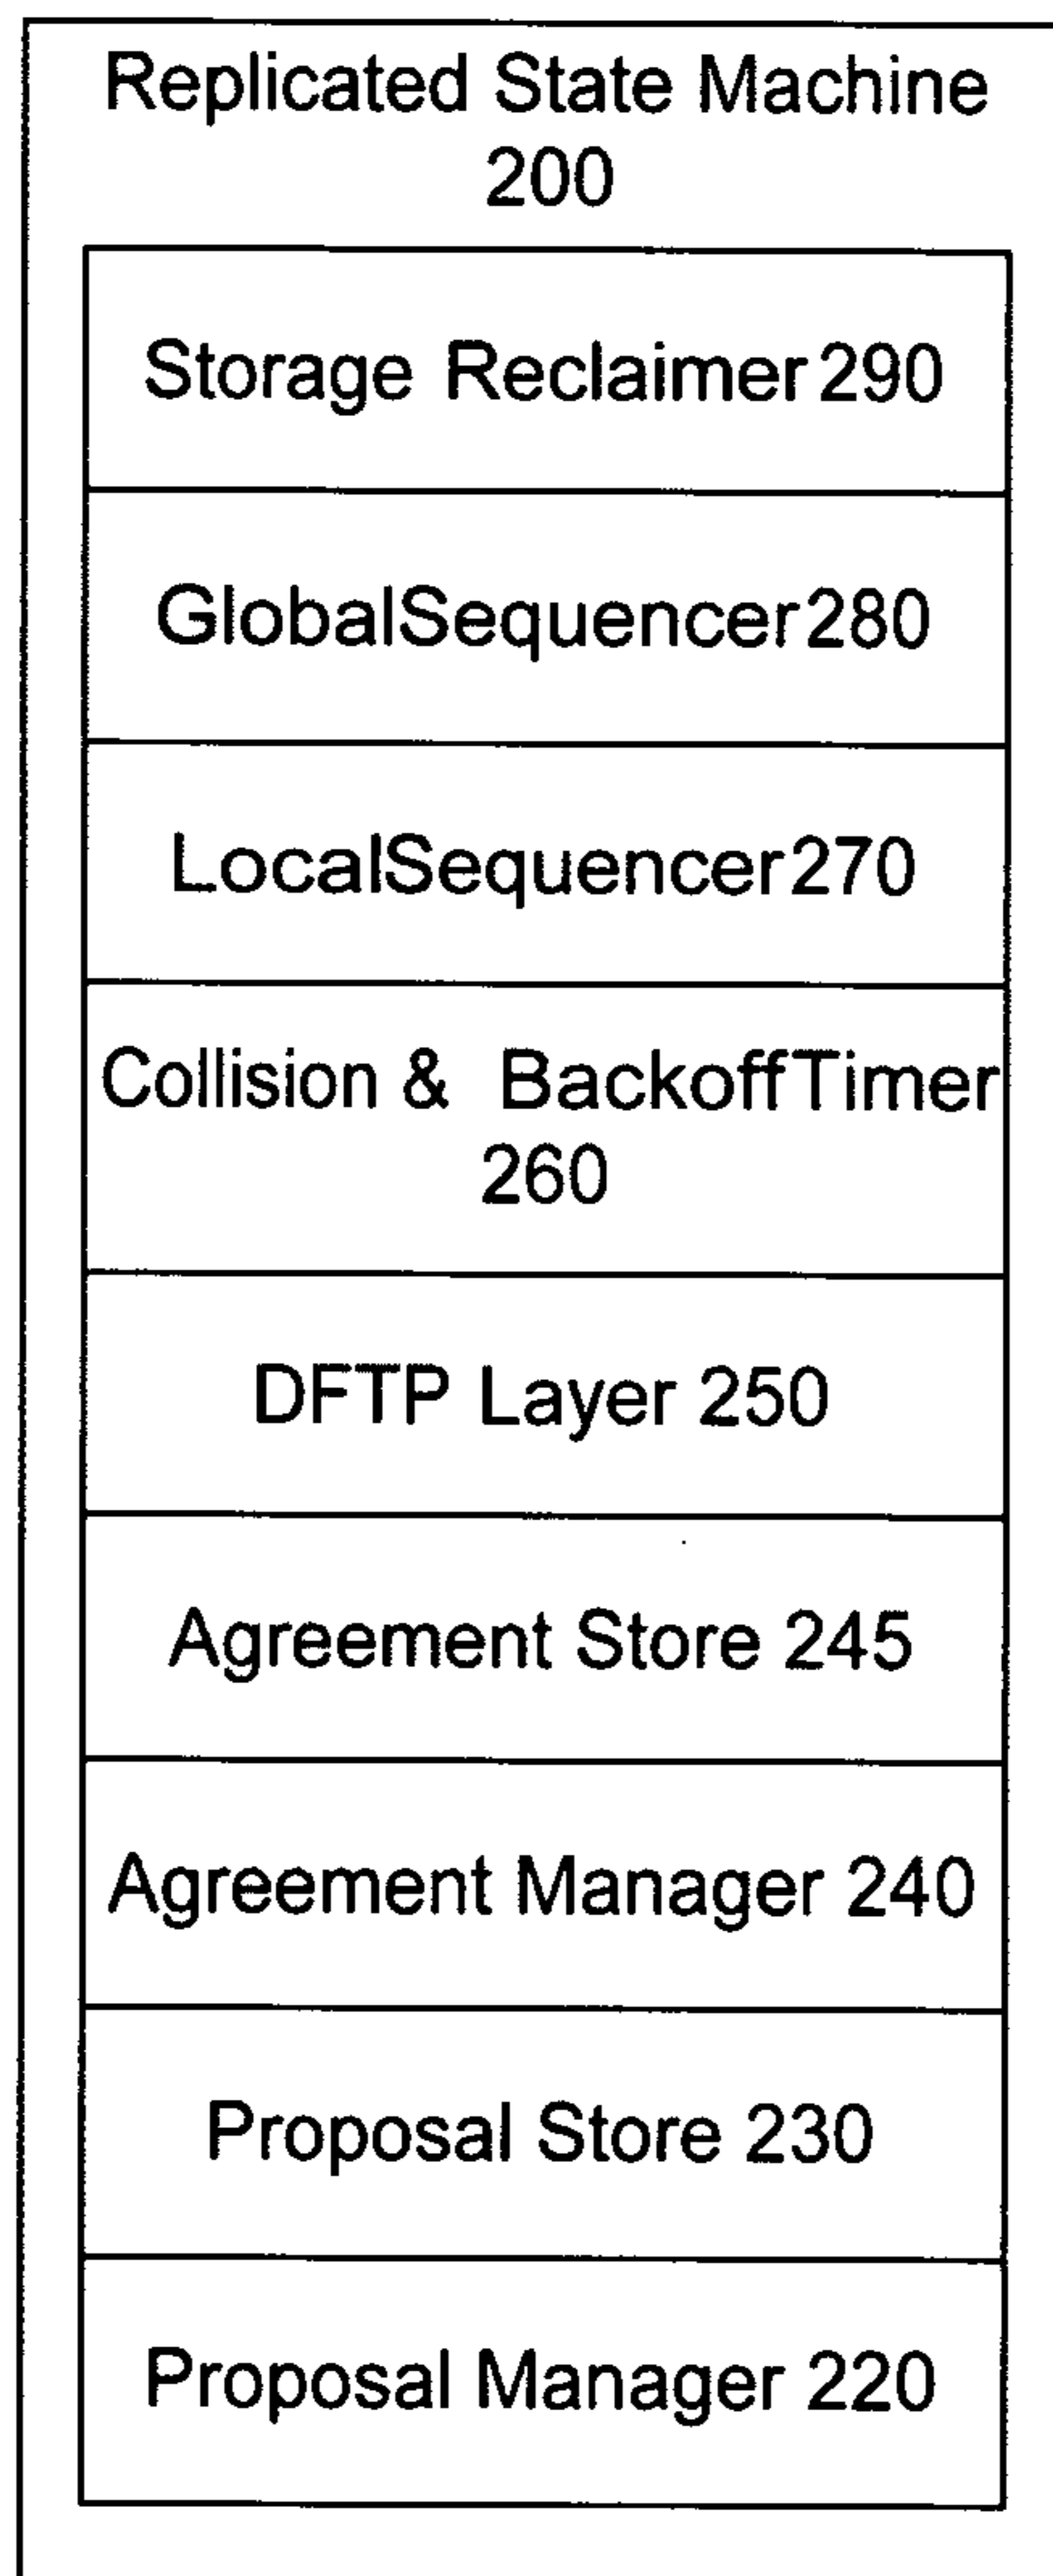 Replicated State Machine
200
Storage Reclaimer 290
GlobalSequencer 280
LocalSequencer 270
Collision & BackoffTimer
260
DFTP Layer 250
Agreement Store 245
Agreement Manager 240
Proposal Store 230
Proposal Manager 220